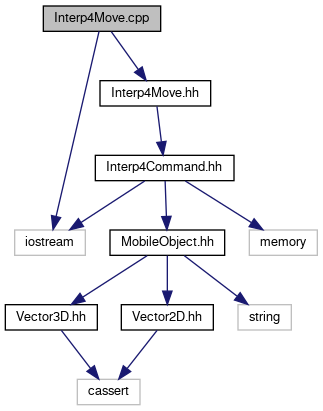 Interp4Move.cpp
Interp4Move.hh
Interp4Command.hh
iostream
MobileObject.hh
memory
Vector3D.hh
Vector2D.hh
string
cassert